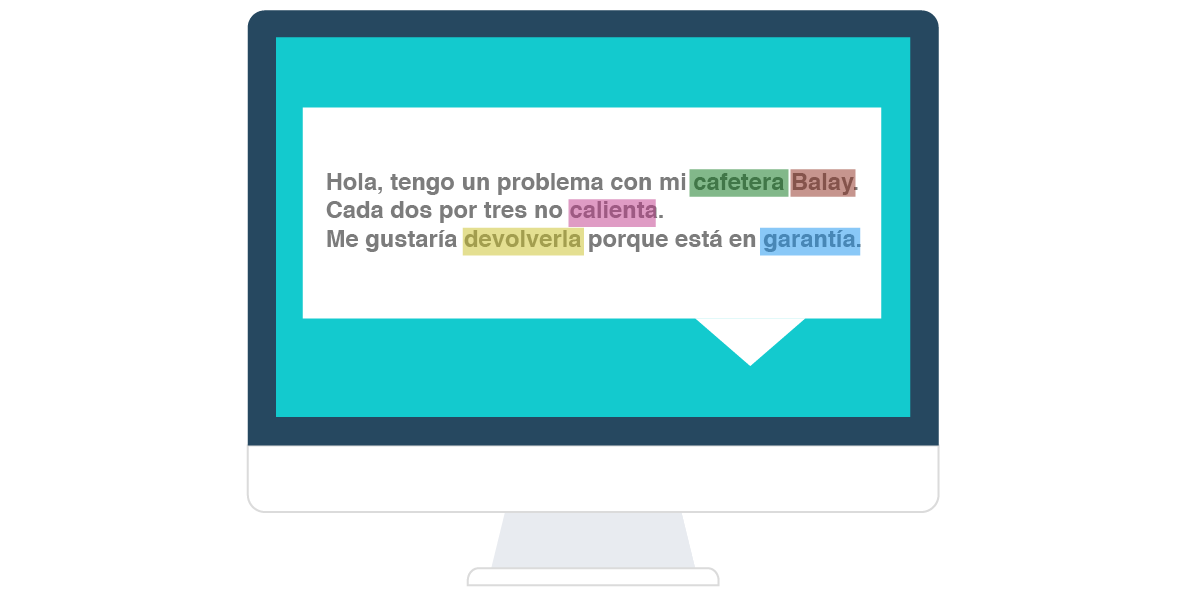 Hola, tengo un problema con mi cafetera Balay.
Cada dos por tres no calienta.
Me gustaría devolverla porque está en garantía.